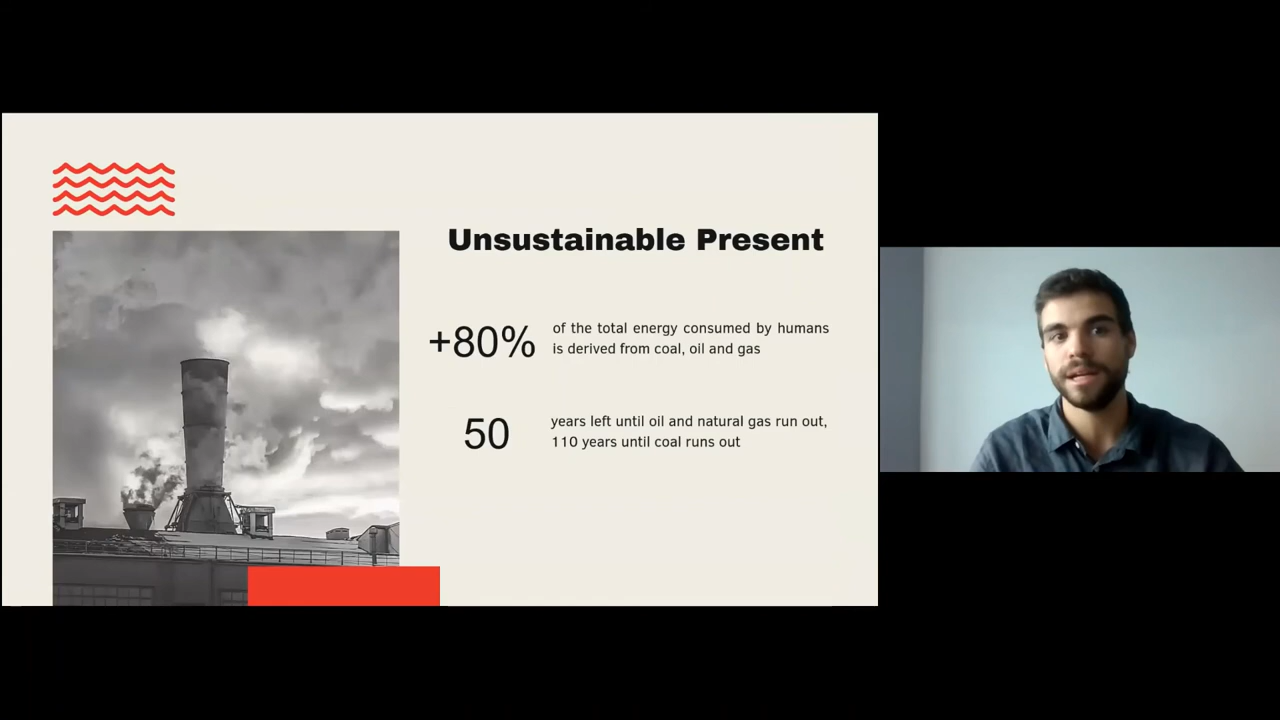 Unsustainable Present
+80%
of the total energy consumed by humans
is derived from coal, oil and gas
50
years left until oil and natural gas run out,
110 years until coal runs out